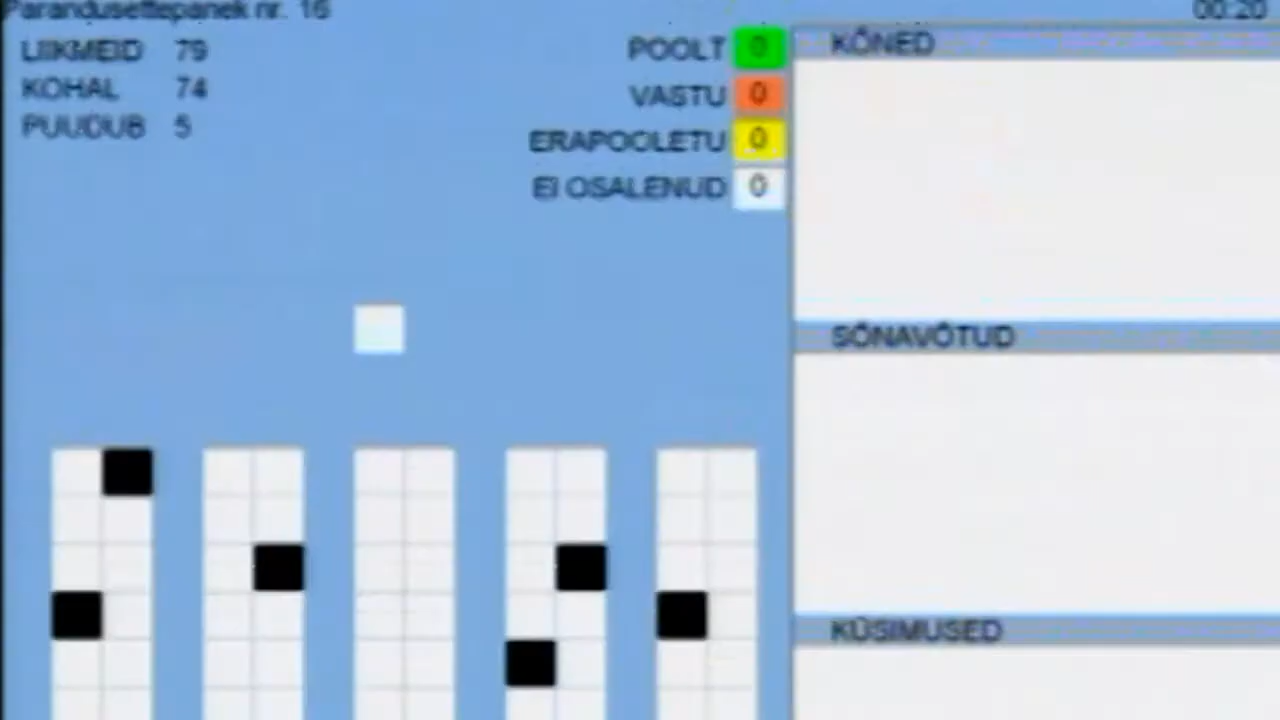 Parandusettepanek nr. 16
00:20
LIIKMEID 79
KOHAL 74
PUUDUB 5
POOLT 0
VASTU 0
ERAPOOLETU 0
EI OSALENUD 0
KÕNED
SÕNAVÕTUD
KÜSIMUSED